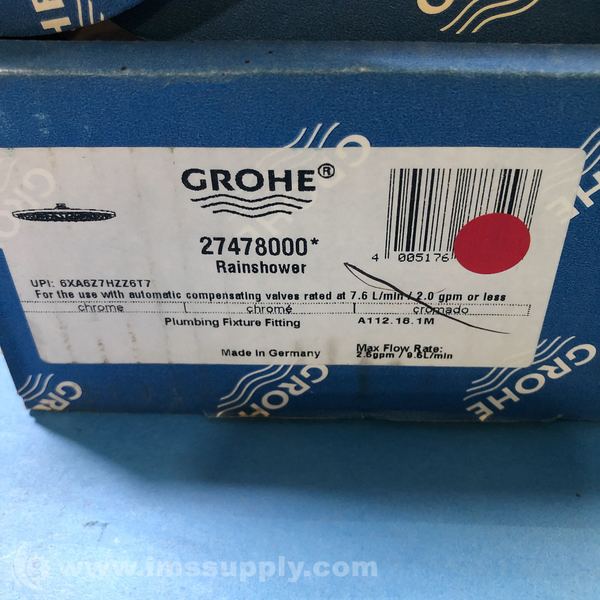 GROHE®
27478000*
Rainshower
4 005176
UPI: 6XA6Z7HZZ6T7
For the use with automatic compensating valves rated at 7.6 L/min / 2.0 gpm or less
chrome chromé cromado
Plumbing Fixture Fitting A112.18.1M
Made in Germany
Max Flow Rate:
2.5gpm / 9.5L/min
GROHE
www.imssupply.com